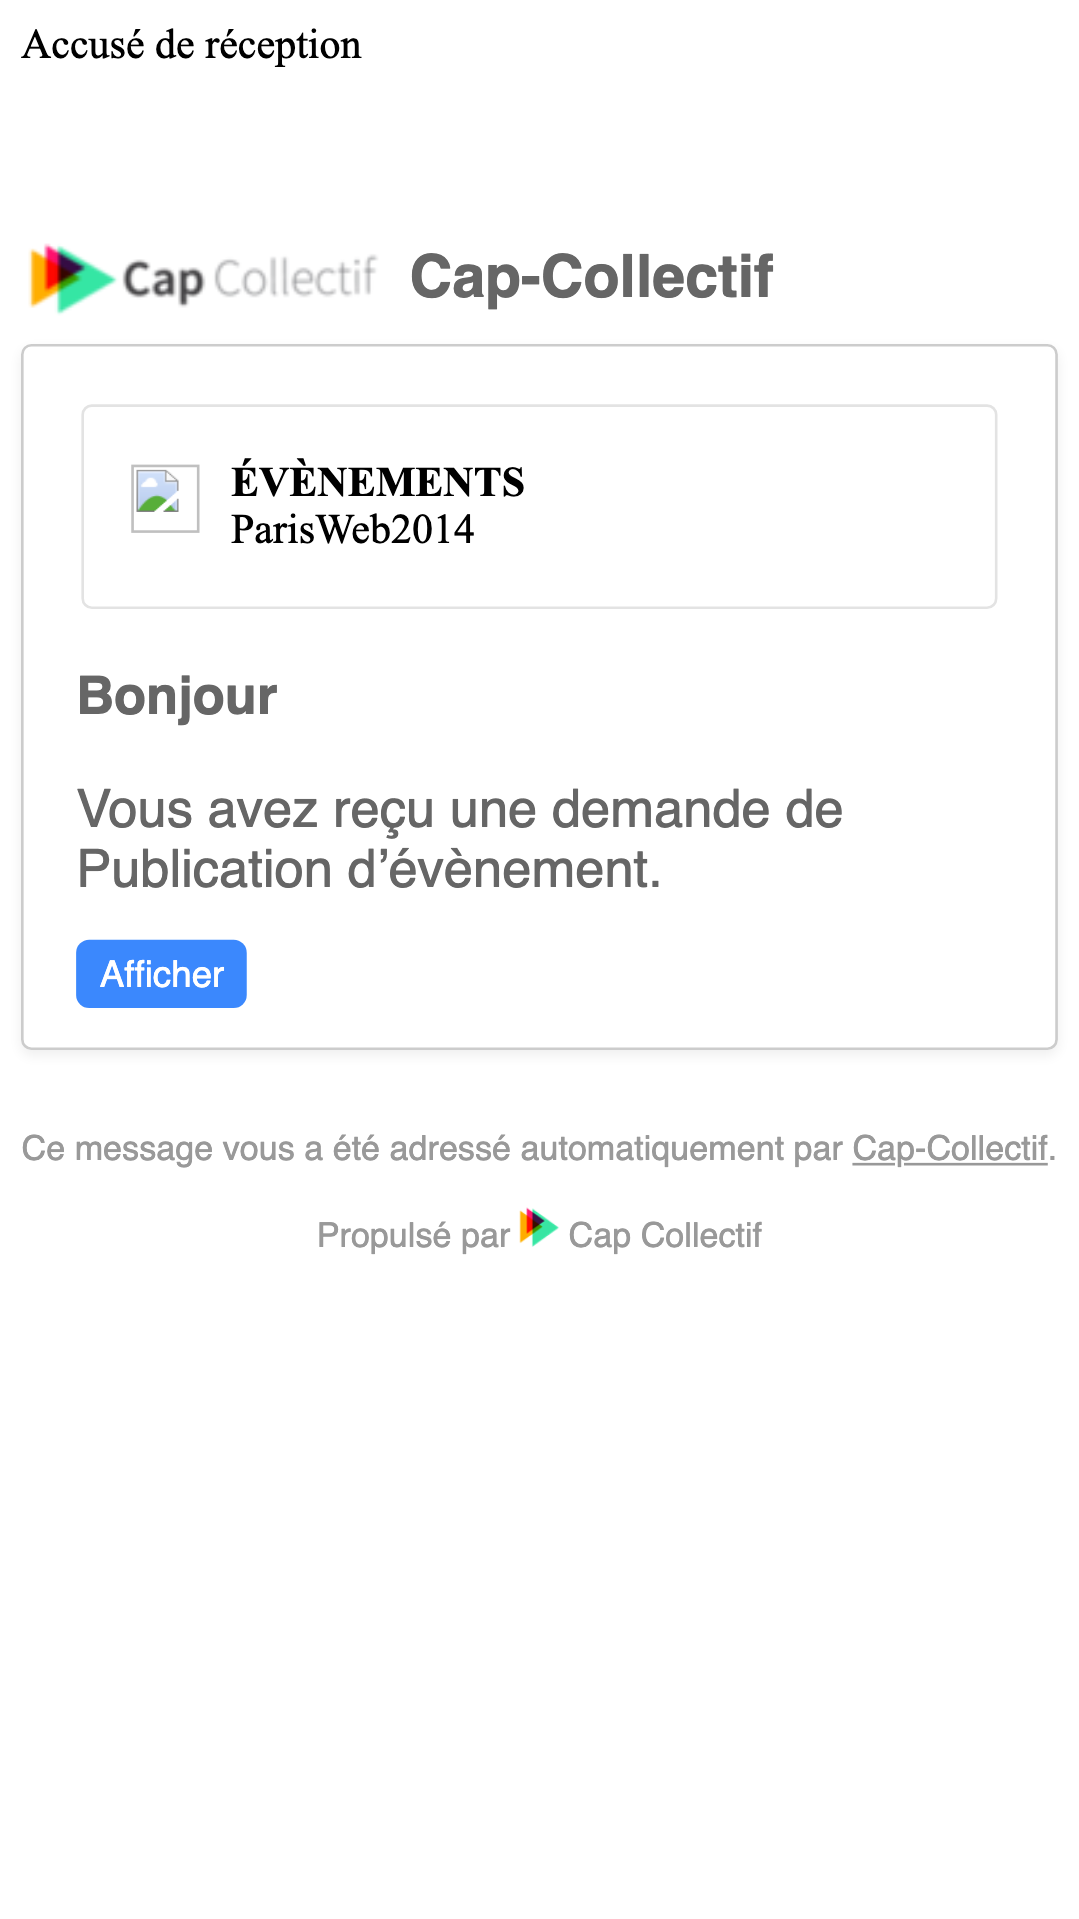 Accusé de réception
Cap Collectif Cap-Collectif
ÉVÈNEMENTS
ParisWeb2014
Bonjour
Vous avez reçu une demande de
Publication d’évènement.
Afficher
Ce message vous a été adressé automatiquement par Cap-Collectif.
Propulsé par Cap Collectif